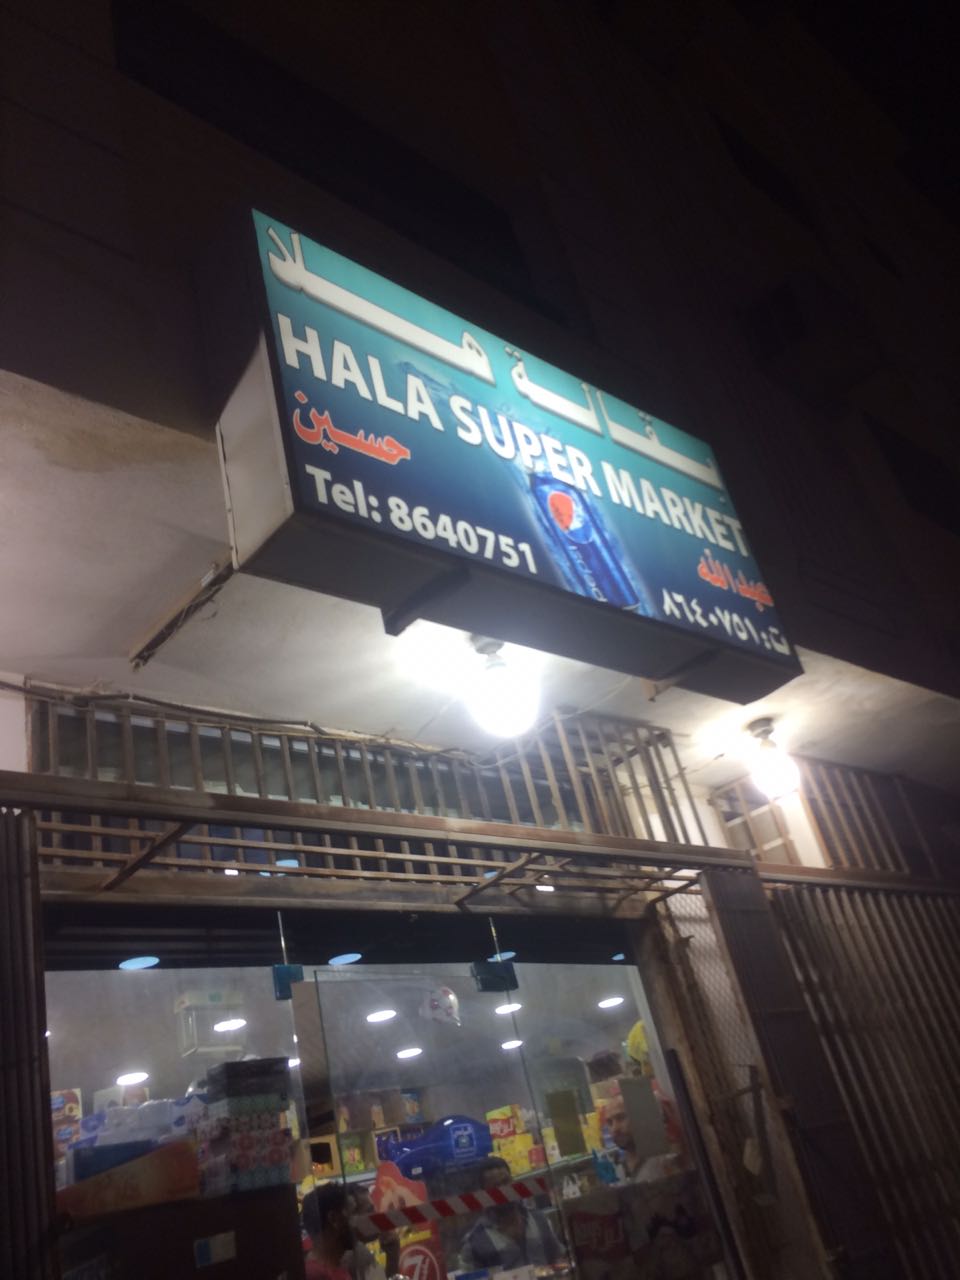 بقالة هلا
HALA SUPER MARKET
حسين
عبدالله
Tel: 8640751
ت: ٨٦٤٠٧٥١